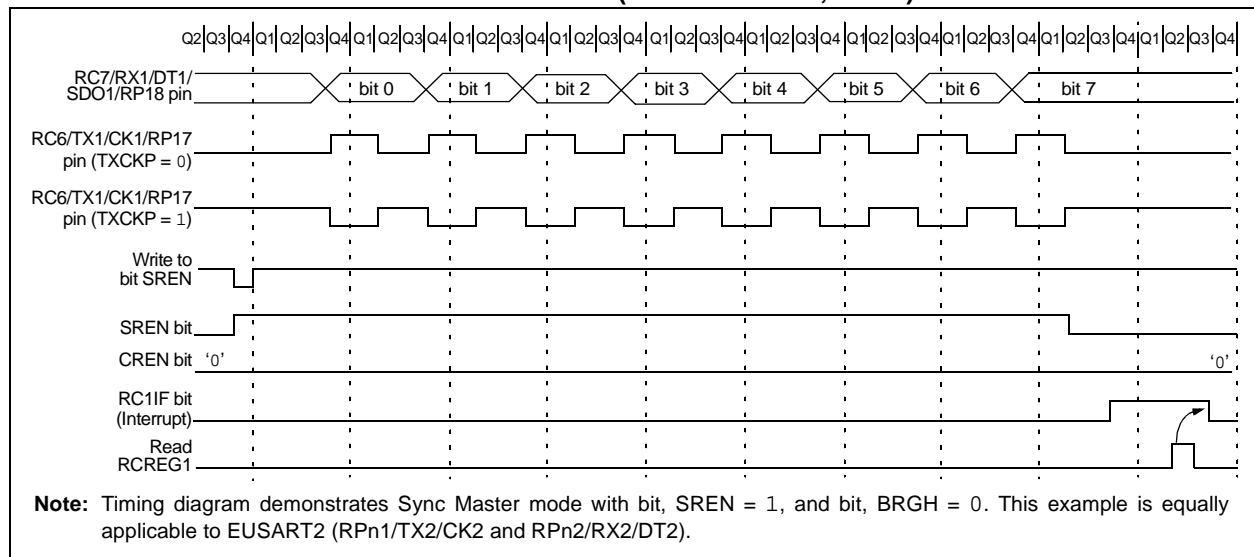 Q2 Q3 Q4 Q1 Q2 Q3 Q4 Q1 Q2 Q3 Q4 Q1 Q2 Q3 Q4 Q1 Q2 Q3 Q4 Q1 Q2 Q3 Q4 Q1 Q2 Q3 Q4 Q1 Q2 Q3 Q4 Q1 Q2 Q3 Q4 Q1 Q2 Q3 Q4 Q1 Q2 Q3 Q4
RC7/RX1/DT1/
SDO1/RP18 pin
bit 0 bit 1 bit 2 bit 3 bit 4 bit 5 bit 6 bit 7
RC6/TX1/CK1/RP17
pin (TXCKP = 0)
RC6/TX1/CK1/RP17
pin (TXCKP = 1)
Write to
bit SREN
SREN bit
CREN bit ‘0’ ‘0’
RC1IF bit
(Interrupt)
Read
RCREG1
Note: Timing diagram demonstrates Sync Master mode with bit, SREN = 1, and bit, BRGH = 0. This example is equally
applicable to EUSART2 (RPn1/TX2/CK2 and RPn2/RX2/DT2).